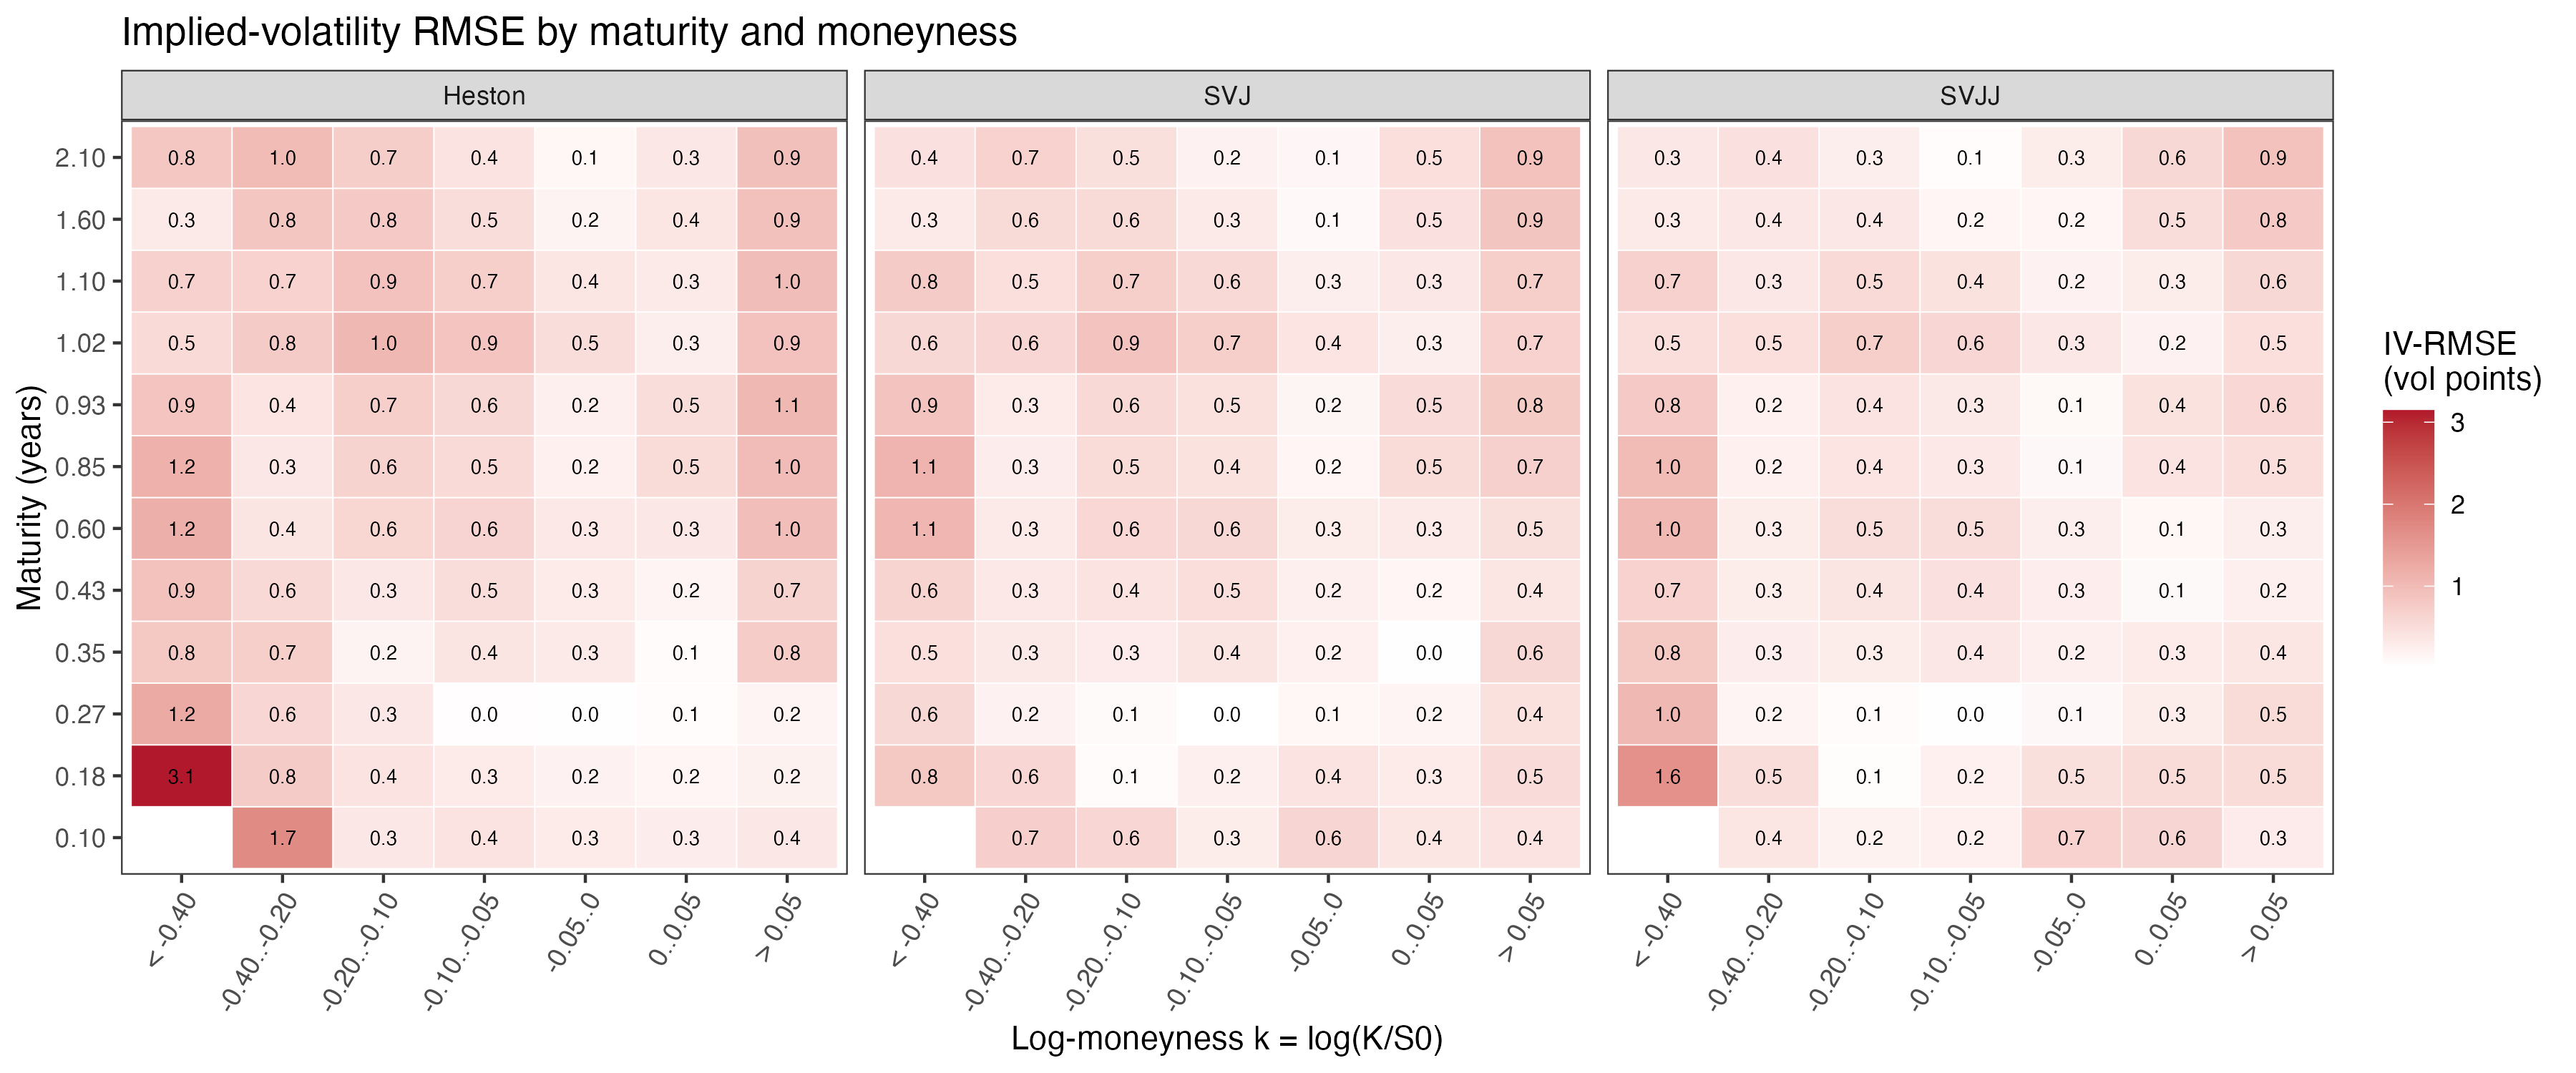 Implied-volatility RMSE by maturity and moneyness
Heston SVJ SVJJ
2.10 0.8 1.0 0.7 0.4 0.1 0.3 0.9 0.4 0.7 0.5 0.2 0.1 0.5 0.9 0.3 0.4 0.3 0.1 0.3 0.6 0.9
1.60 0.3 0.8 0.8 0.5 0.2 0.4 0.9 0.3 0.6 0.6 0.3 0.1 0.5 0.9 0.3 0.4 0.4 0.2 0.2 0.5 0.8
1.10 0.7 0.7 0.9 0.7 0.4 0.3 1.0 0.8 0.5 0.7 0.6 0.3 0.3 0.7 0.7 0.3 0.5 0.4 0.2 0.3 0.6
1.02 0.5 0.8 1.0 0.9 0.5 0.3 0.9 0.6 0.6 0.9 0.7 0.4 0.3 0.7 0.5 0.5 0.7 0.6 0.3 0.2 0.5
0.93 0.9 0.4 0.7 0.6 0.2 0.5 1.1 0.9 0.3 0.6 0.5 0.2 0.5 0.8 0.8 0.2 0.4 0.3 0.1 0.4 0.6
0.85 1.2 0.3 0.6 0.5 0.2 0.5 1.0 1.1 0.3 0.5 0.4 0.2 0.5 0.7 1.0 0.2 0.4 0.3 0.1 0.4 0.5
0.60 1.2 0.4 0.6 0.6 0.3 0.3 1.0 1.1 0.3 0.6 0.6 0.3 0.3 0.5 1.0 0.3 0.5 0.5 0.3 0.1 0.3
0.43 0.9 0.6 0.3 0.5 0.3 0.2 0.7 0.6 0.3 0.4 0.5 0.2 0.2 0.4 0.7 0.3 0.4 0.4 0.3 0.1 0.2
0.35 0.8 0.7 0.2 0.4 0.3 0.1 0.8 0.5 0.3 0.3 0.4 0.2 0.0 0.6 0.8 0.3 0.3 0.4 0.2 0.3 0.4
0.27 1.2 0.6 0.3 0.0 0.0 0.1 0.2 0.6 0.2 0.1 0.0 0.1 0.2 0.4 1.0 0.2 0.1 0.0 0.1 0.3 0.5
0.18 3.1 0.8 0.4 0.3 0.2 0.2 0.2 0.8 0.6 0.1 0.2 0.4 0.3 0.5 1.6 0.5 0.1 0.2 0.5 0.5 0.5
0.10 1.7 0.3 0.4 0.3 0.3 0.4 0.7 0.6 0.3 0.6 0.4 0.4 0.4 0.2 0.2 0.7 0.6 0.3
< -0.40 -0.40..-0.20 -0.20..-0.10 -0.10..-0.05 -0.05..0 0..0.05 > 0.05 < -0.40 -0.40..-0.20 -0.20..-0.10 -0.10..-0.05 -0.05..0 0..0.05 > 0.05 < -0.40 -0.40..-0.20 -0.20..-0.10 -0.10..-0.05 -0.05..0 0..0.05 > 0.05
Log-moneyness k = log(K/S0)
Maturity (years)
IV-RMSE
(vol points)
3
2
1